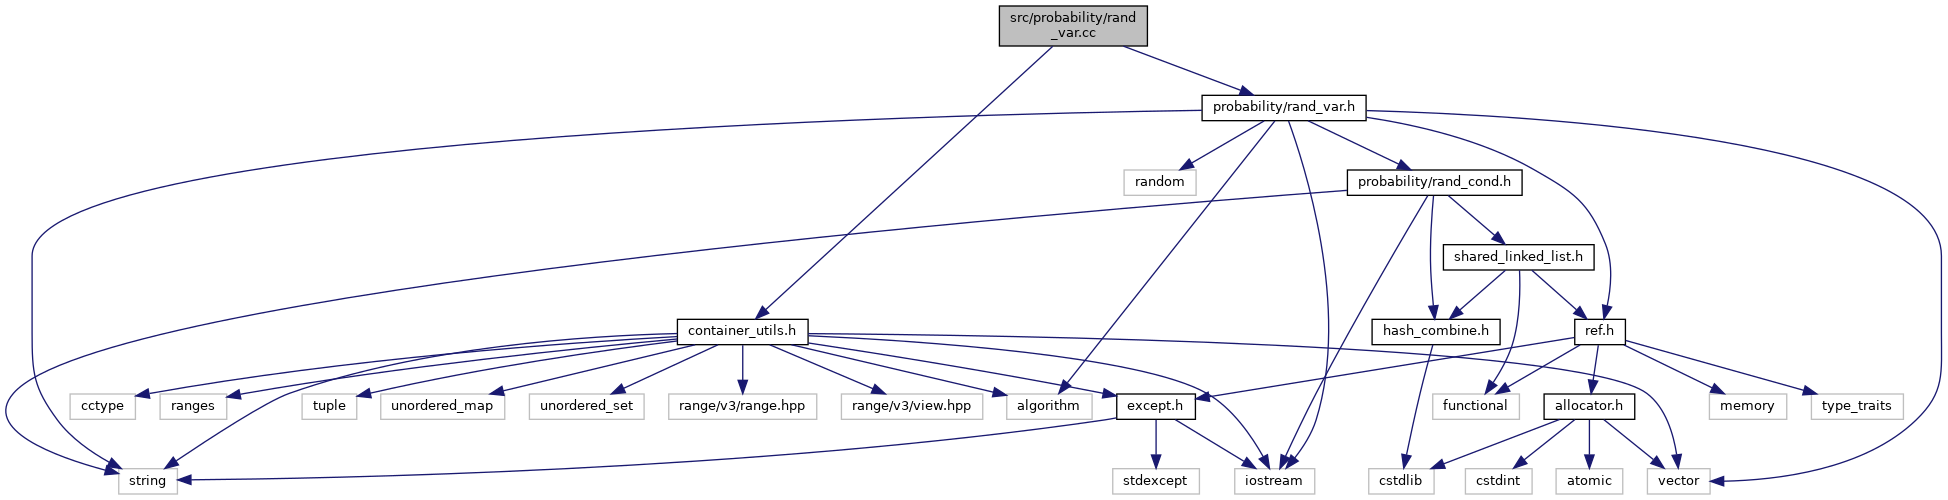 src/probability/rand
_var.cc
probability/rand_var.h
random
probability/rand_cond.h
shared_linked_list.h
container_utils.h
hash_combine.h
ref.h
cctype
ranges
tuple
unordered_map
unordered_set
range/v3/range.hpp
range/v3/view.hpp
algorithm
except.h
functional
allocator.h
memory
type_traits
string
stdexcept
iostream
cstdlib
cstdint
atomic
vector